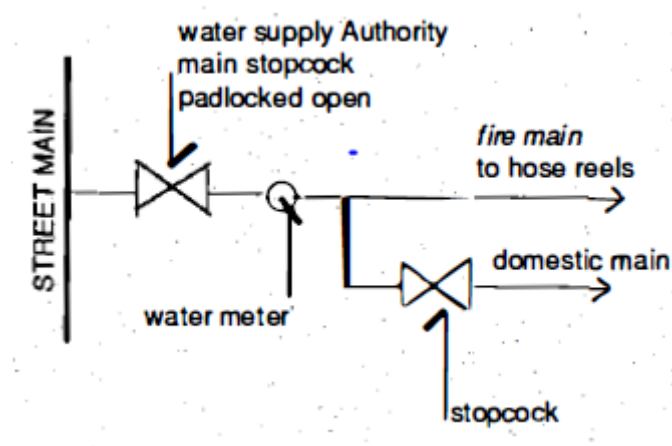 water supply Authority
main stopcock
padlocked open
STREET MAIN
fire main
to hose reels
domestic main
water meter
stopcock